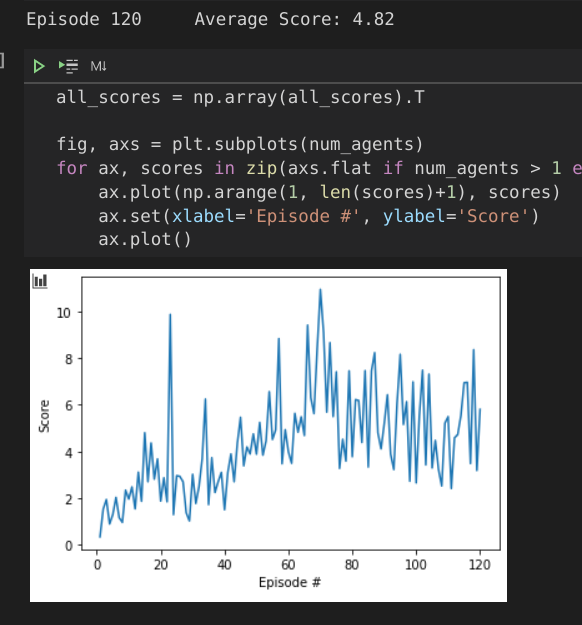 Episode 120     Average Score: 4.82
]
M↓
all_scores = np.array(all_scores).T
fig, axs = plt.subplots(num_agents)
for ax, scores in zip(axs.flat if num_agents > 1 e
    ax.plot(np.arange(1, len(scores)+1), scores)
    ax.set(xlabel='Episode #', ylabel='Score')
    ax.plot()
10
8
6
4
2
0
Score
0 20 40 60 80 100 120
Episode #